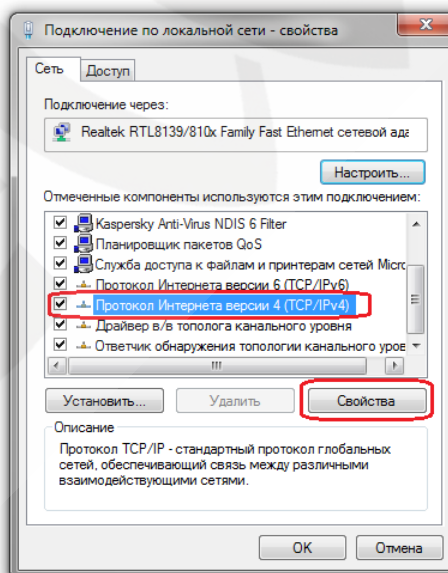 Подключение по локальной сети - свойства
Сеть Доступ
Подключение через:
Realtek RTL8139/810x Family Fast Ethernet сетевой ада
Настроить...
Отмеченные компоненты используются этим подключением:
Kaspersky Anti-Virus NDIS 6 Filter
Планировщик пакетов QoS
Служба доступа к файлам и принтерам сетей Micro
Протокол Интернета версии 6 (TCP/IPv6)
Протокол Интернета версии 4 (TCP/IPv4)
Драйвер в/в тополога канального уровня
Ответчик обнаружения топологии канального уров
Установить... Удалить Свойства
Описание
Протокол TCP/IP - стандартный протокол глобальных
сетей, обеспечивающий связь между различными
взаимодействующими сетями.
ОК Отмена